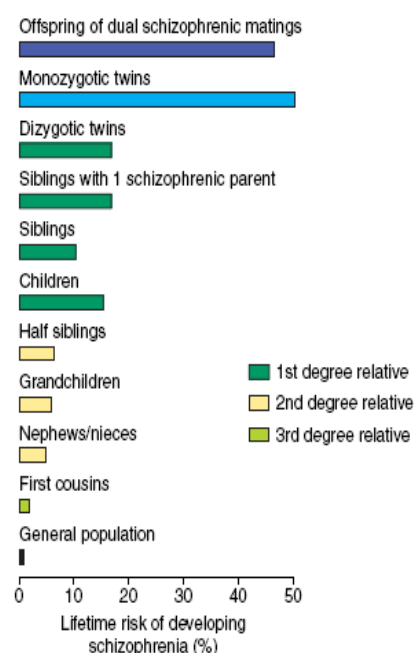 Offspring of dual schizophrenic matings
Monozygotic twins
Dizygotic twins
Siblings with 1 schizophrenic parent
Siblings
Children
Half siblings
Grandchildren
Nephews/nieces
First cousins
General population
1st degree relative
2nd degree relative
3rd degree relative
0 10 20 30 40 50
Lifetime risk of developing
schizophrenia (%)